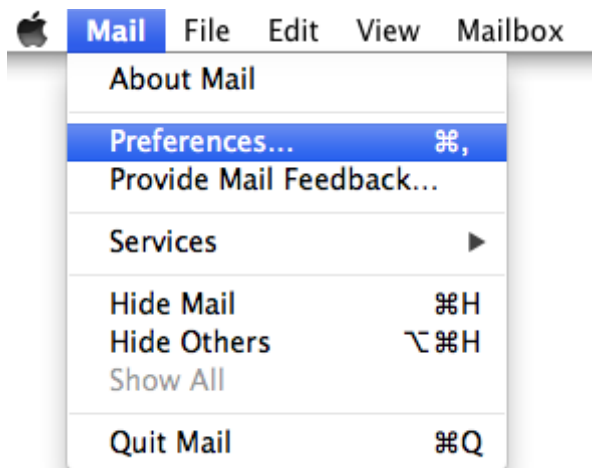 Mail File Edit View Mailbox
About Mail
Preferences... ⌘,
Provide Mail Feedback...
Services ▶
Hide Mail ⌘H
Hide Others ⌥⌘H
Show All
Quit Mail ⌘Q